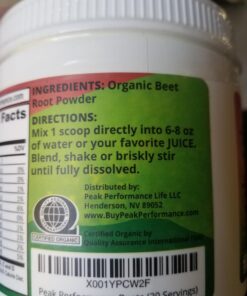 INGREDIENTS: Organic Beet
Root Powder
Facts
DIRECTIONS:
Mix 1 scoop directly into 6-8 oz
of water or your favorite JUICE.
Blend, shake or briskly stir
until fully dissolved.
Distributed by:
Peak Performance Life LLC
Henderson, NV 89052
www.BuyPeakPerformance.com
CERTIFIED ORGANIC
Certified Organic by
Quality Assurance International
X001YPCW2F